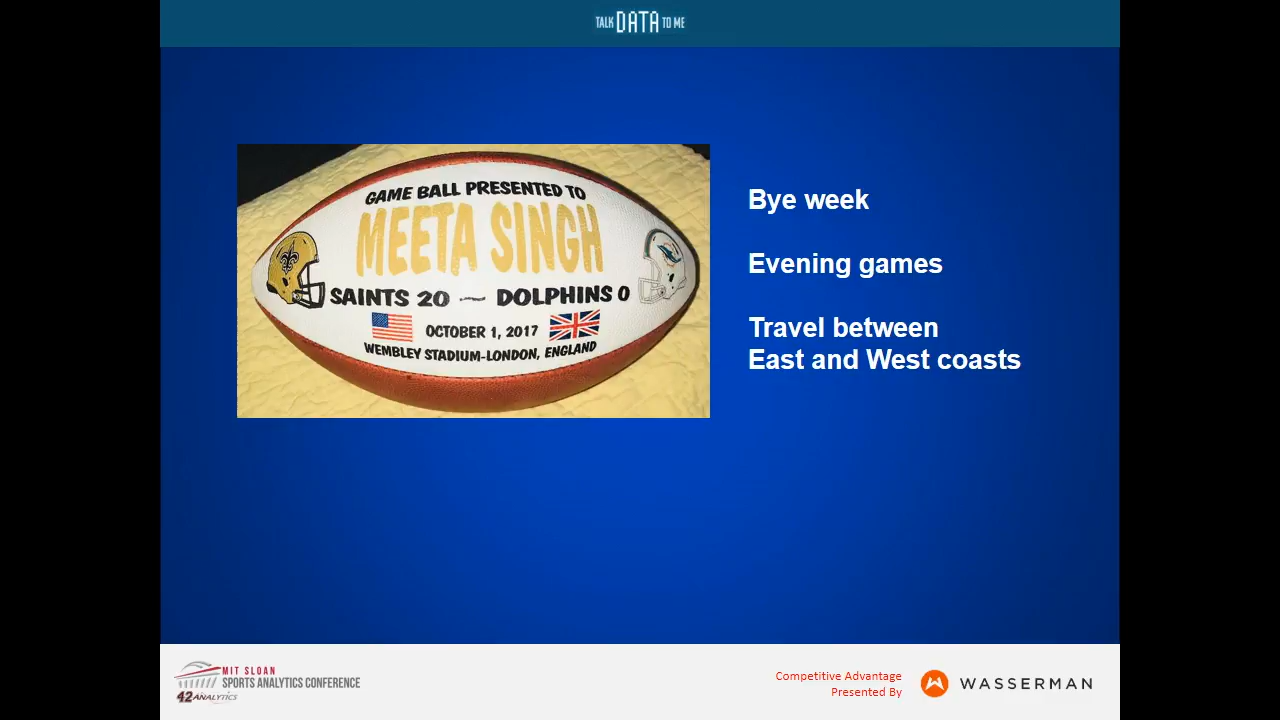 TALK DATA TO ME
GAME BALL PRESENTED TO
MEETA SINGH
SAINTS 20 — DOLPHINS 0
OCTOBER 1, 2017
WEMBLEY STADIUM-LONDON, ENGLAND
Bye week
Evening games
Travel between
East and West coasts
MIT SLOAN
SPORTS ANALYTICS CONFERENCE
42 ANALYTICS
Competitive Advantage
Presented By
WASSERMAN